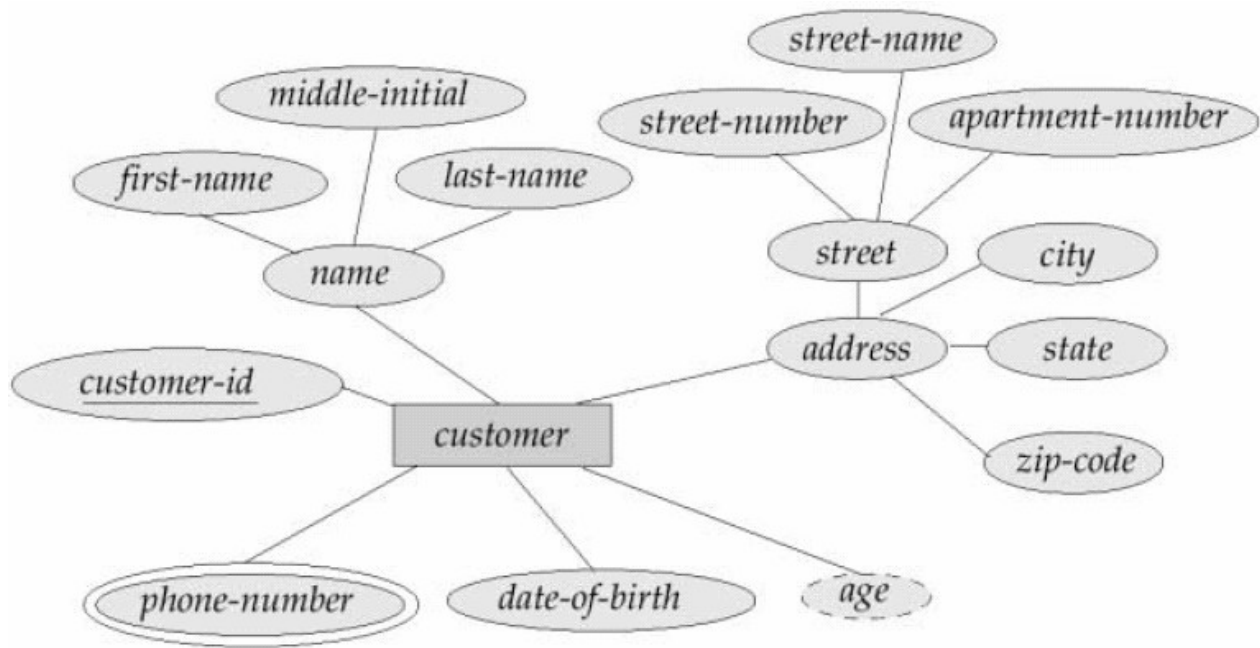 street-name
middle-initial
street-number
apartment-number
first-name
last-name
street
city
name
address
state
customer-id
customer
zip-code
phone-number
date-of-birth
age